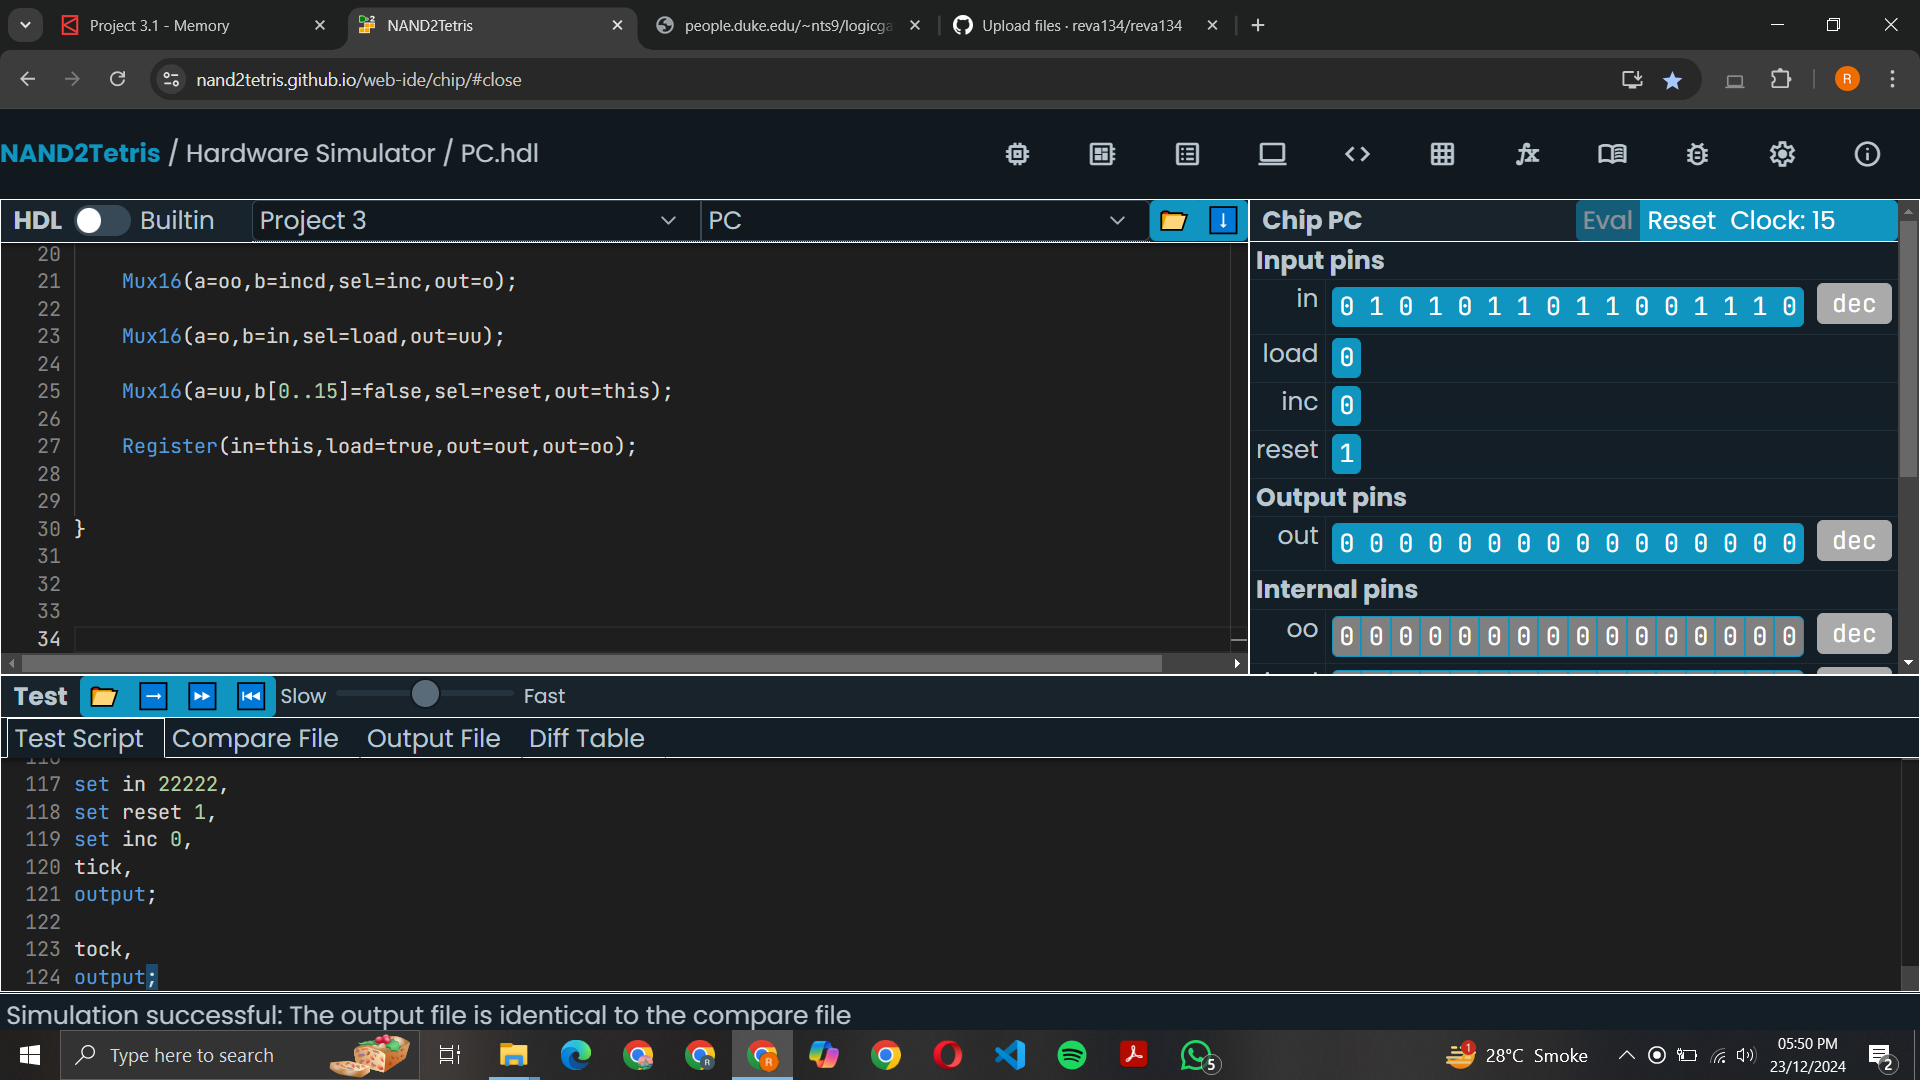 Project 3.1 - Memory
NAND2Tetris
people.duke.edu/~nts9/logicga
Upload files · reva134/reva134
nand2tetris.github.io/web-ide/chip/#close
R
NAND2Tetris / Hardware Simulator / PC.hdl
HDL Builtin Project 3 PC
Chip PC Eval Reset Clock: 15
20
21 Mux16(a=oo,b=incd,sel=inc,out=o);
22
23 Mux16(a=o,b=in,sel=load,out=uu);
24
25 Mux16(a=uu,b[0..15]=false,sel=reset,out=this);
26
27 Register(in=this,load=true,out=out,out=oo);
28
29
30 }
31
32
33
34
Input pins
in 0 1 0 1 0 1 1 0 1 1 0 0 1 1 1 0 dec
load 0
inc 0
reset 1
Output pins
out 0 0 0 0 0 0 0 0 0 0 0 0 0 0 0 0 dec
Internal pins
oo 0 0 0 0 0 0 0 0 0 0 0 0 0 0 0 0 dec
Test Slow Fast
Test Script Compare File Output File Diff Table
117 set in 22222,
118 set reset 1,
119 set inc 0,
120 tick,
121 output;
122
123 tock,
124 output;
Simulation successful: The output file is identical to the compare file
Type here to search
R
R
5
1
28°C Smoke
05:50 PM
23/12/2024
2